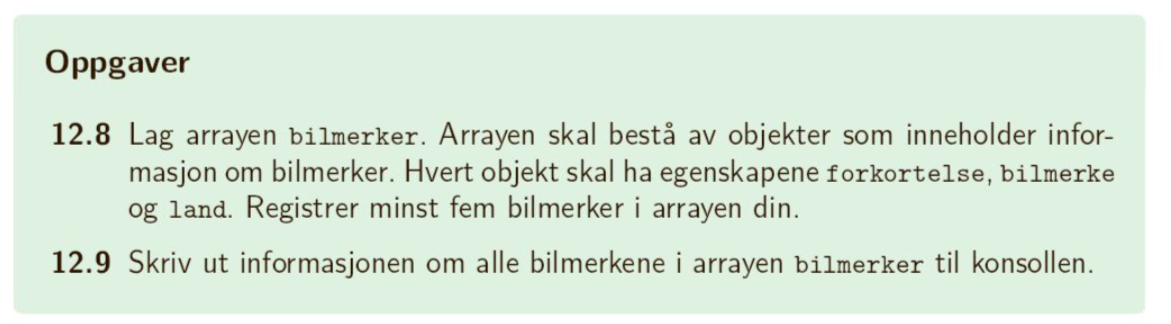 Oppgaver
12.8 Lag arrayen bilmerker. Arrayen skal bestå av objekter som inneholder infor-
masjon om bilmerker. Hvert objekt skal ha egenskapene forkortelse, bilmerke
og land. Registrer minst fem bilmerker i arrayen din.
12.9 Skriv ut informasjonen om alle bilmerkene i arrayen bilmerker til konsollen.